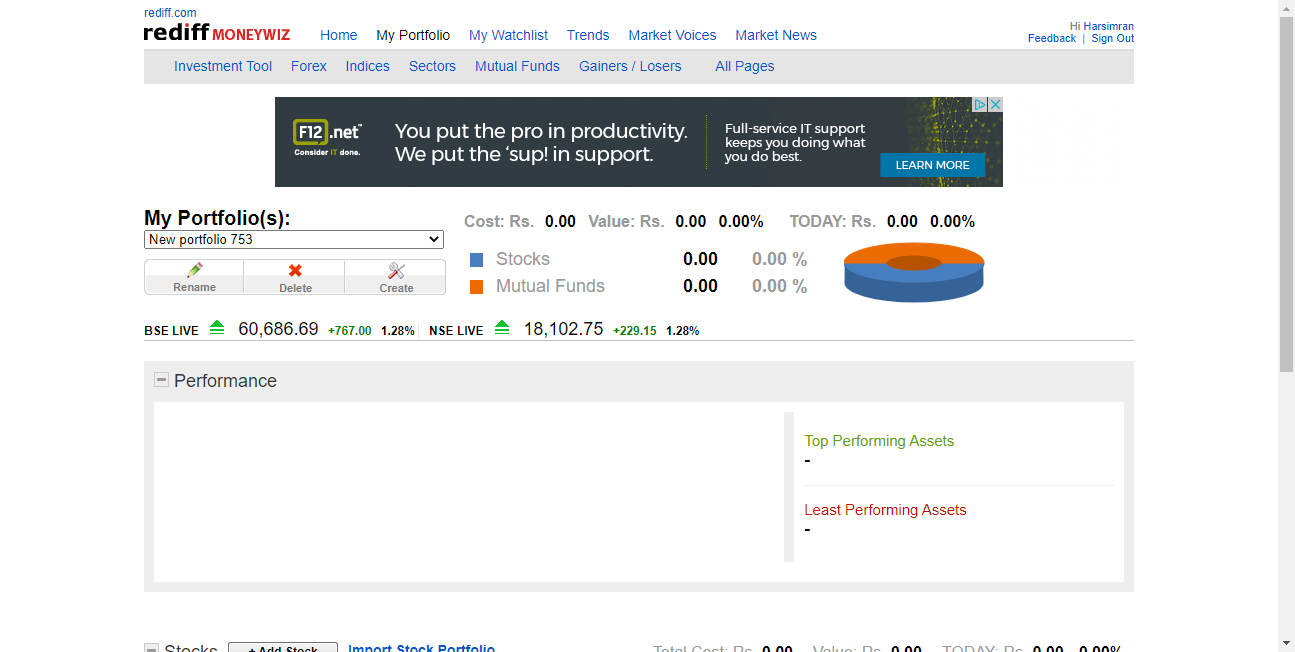 rediff.com
rediff MONEYWIZ Home My Portfolio My Watchlist Trends Market Voices Market News
Hi Harsimran
Feedback | Sign Out
Investment Tool Forex Indices Sectors Mutual Funds Gainers / Losers All Pages
F12.net™
Consider IT done.
You put the pro in productivity.
We put the ‘sup! in support.
Full-service IT support
keeps you doing what
you do best.
LEARN MORE
My Portfolio(s):
New portfolio 753
Rename Delete Create
Cost: Rs. 0.00 Value: Rs. 0.00 0.00% TODAY: Rs. 0.00 0.00%
Stocks 0.00 0.00 %
Mutual Funds 0.00 0.00 %
BSE LIVE 60,686.69 +767.00 1.28% NSE LIVE 18,102.75 +229.15 1.28%
Performance
Top Performing Assets
-
Least Performing Assets
-
Stocks + Add Stock Import Stock Portfolio Total Cost: Rs. 0.00 Value: Rs. 0.00 TODAY: Rs. 0.00 0.00%